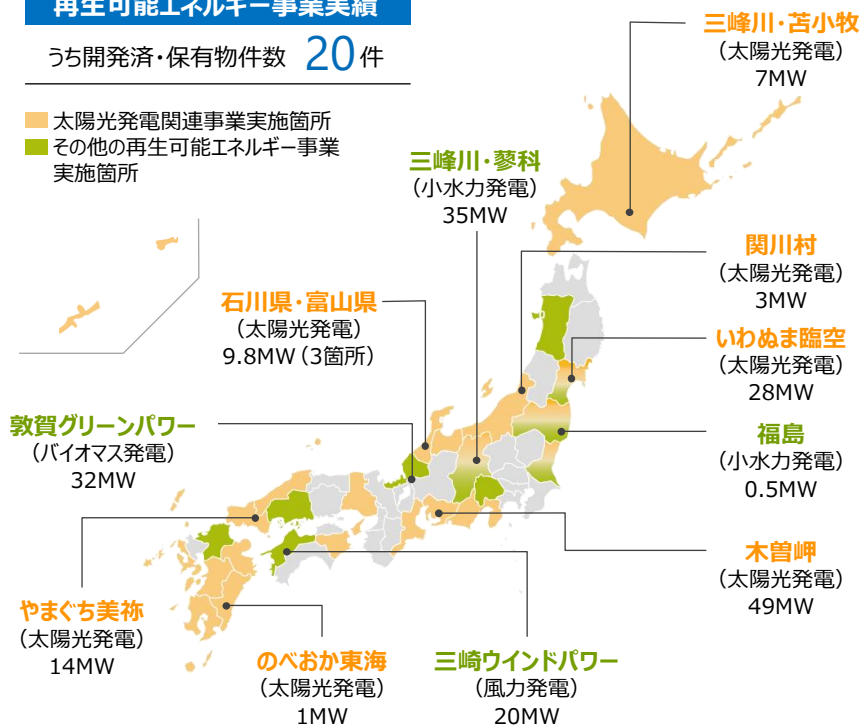 再生可能エネルギー事業実績
うち開発済・保有物件数 20件
太陽光発電関連事業実施箇所
その他の再生可能エネルギー事業
実施箇所
三峰川・苫小牧
(太陽光発電)
7MW
三峰川・蓼科
(小水力発電)
35MW
関川村
(太陽光発電)
3MW
石川県・富山県
(太陽光発電)
9.8MW(3箇所)
いわぬま臨空
(太陽光発電)
28MW
敦賀グリーンパワー
(バイオマス発電)
32MW
福島
(小水力発電)
0.5MW
木曽岬
(太陽光発電)
49MW
やまぐち美祢
(太陽光発電)
14MW
のべおか東海
(太陽光発電)
1MW
三崎ウインドパワー
(風力発電)
20MW